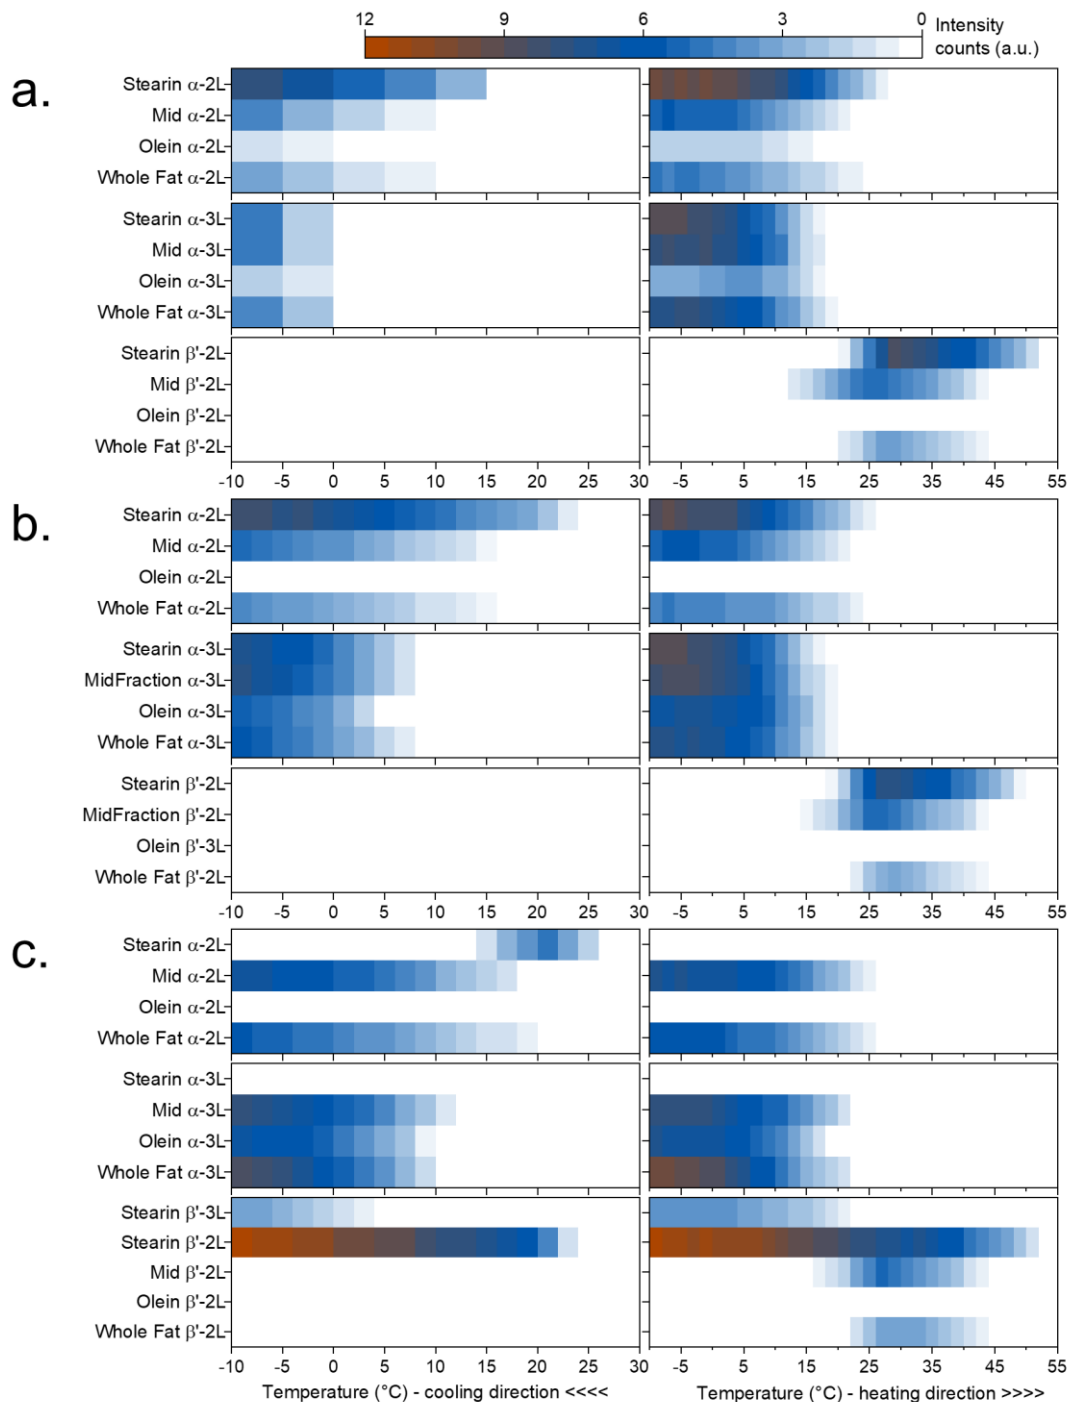 12 9 6 3 0 Intensity
counts (a.u.)
a.
Stearin α-2L
Mid α-2L
Olein α-2L
Whole Fat α-2L
Stearin α-3L
Mid α-3L
Olein α-3L
Whole Fat α-3L
Stearin β'-2L
Mid β'-2L
Olein β'-2L
Whole Fat β'-2L
-10 -5 0 5 10 15 20 25 30 -5 5 15 25 35 45 55
b.
Stearin α-2L
Mid α-2L
Olein α-2L
Whole Fat α-2L
Stearin α-3L
MidFraction α-3L
Olein α-3L
Whole Fat α-3L
Stearin β'-2L
MidFraction β'-2L
Olein β'-3L
Whole Fat β'-2L
-10 -5 0 5 10 15 20 25 30 -5 5 15 25 35 45 55
c.
Stearin α-2L
Mid α-2L
Olein α-2L
Whole Fat α-2L
Stearin α-3L
Mid α-3L
Olein α-3L
Whole Fat α-3L
Stearin β'-3L
Stearin β'-2L
Mid β'-2L
Olein β'-2L
Whole Fat β'-2L
-10 -5 0 5 10 15 20 25 30 -5 5 15 25 35 45 55
Temperature (°C) - cooling direction <<<< Temperature (°C) - heating direction >>>>